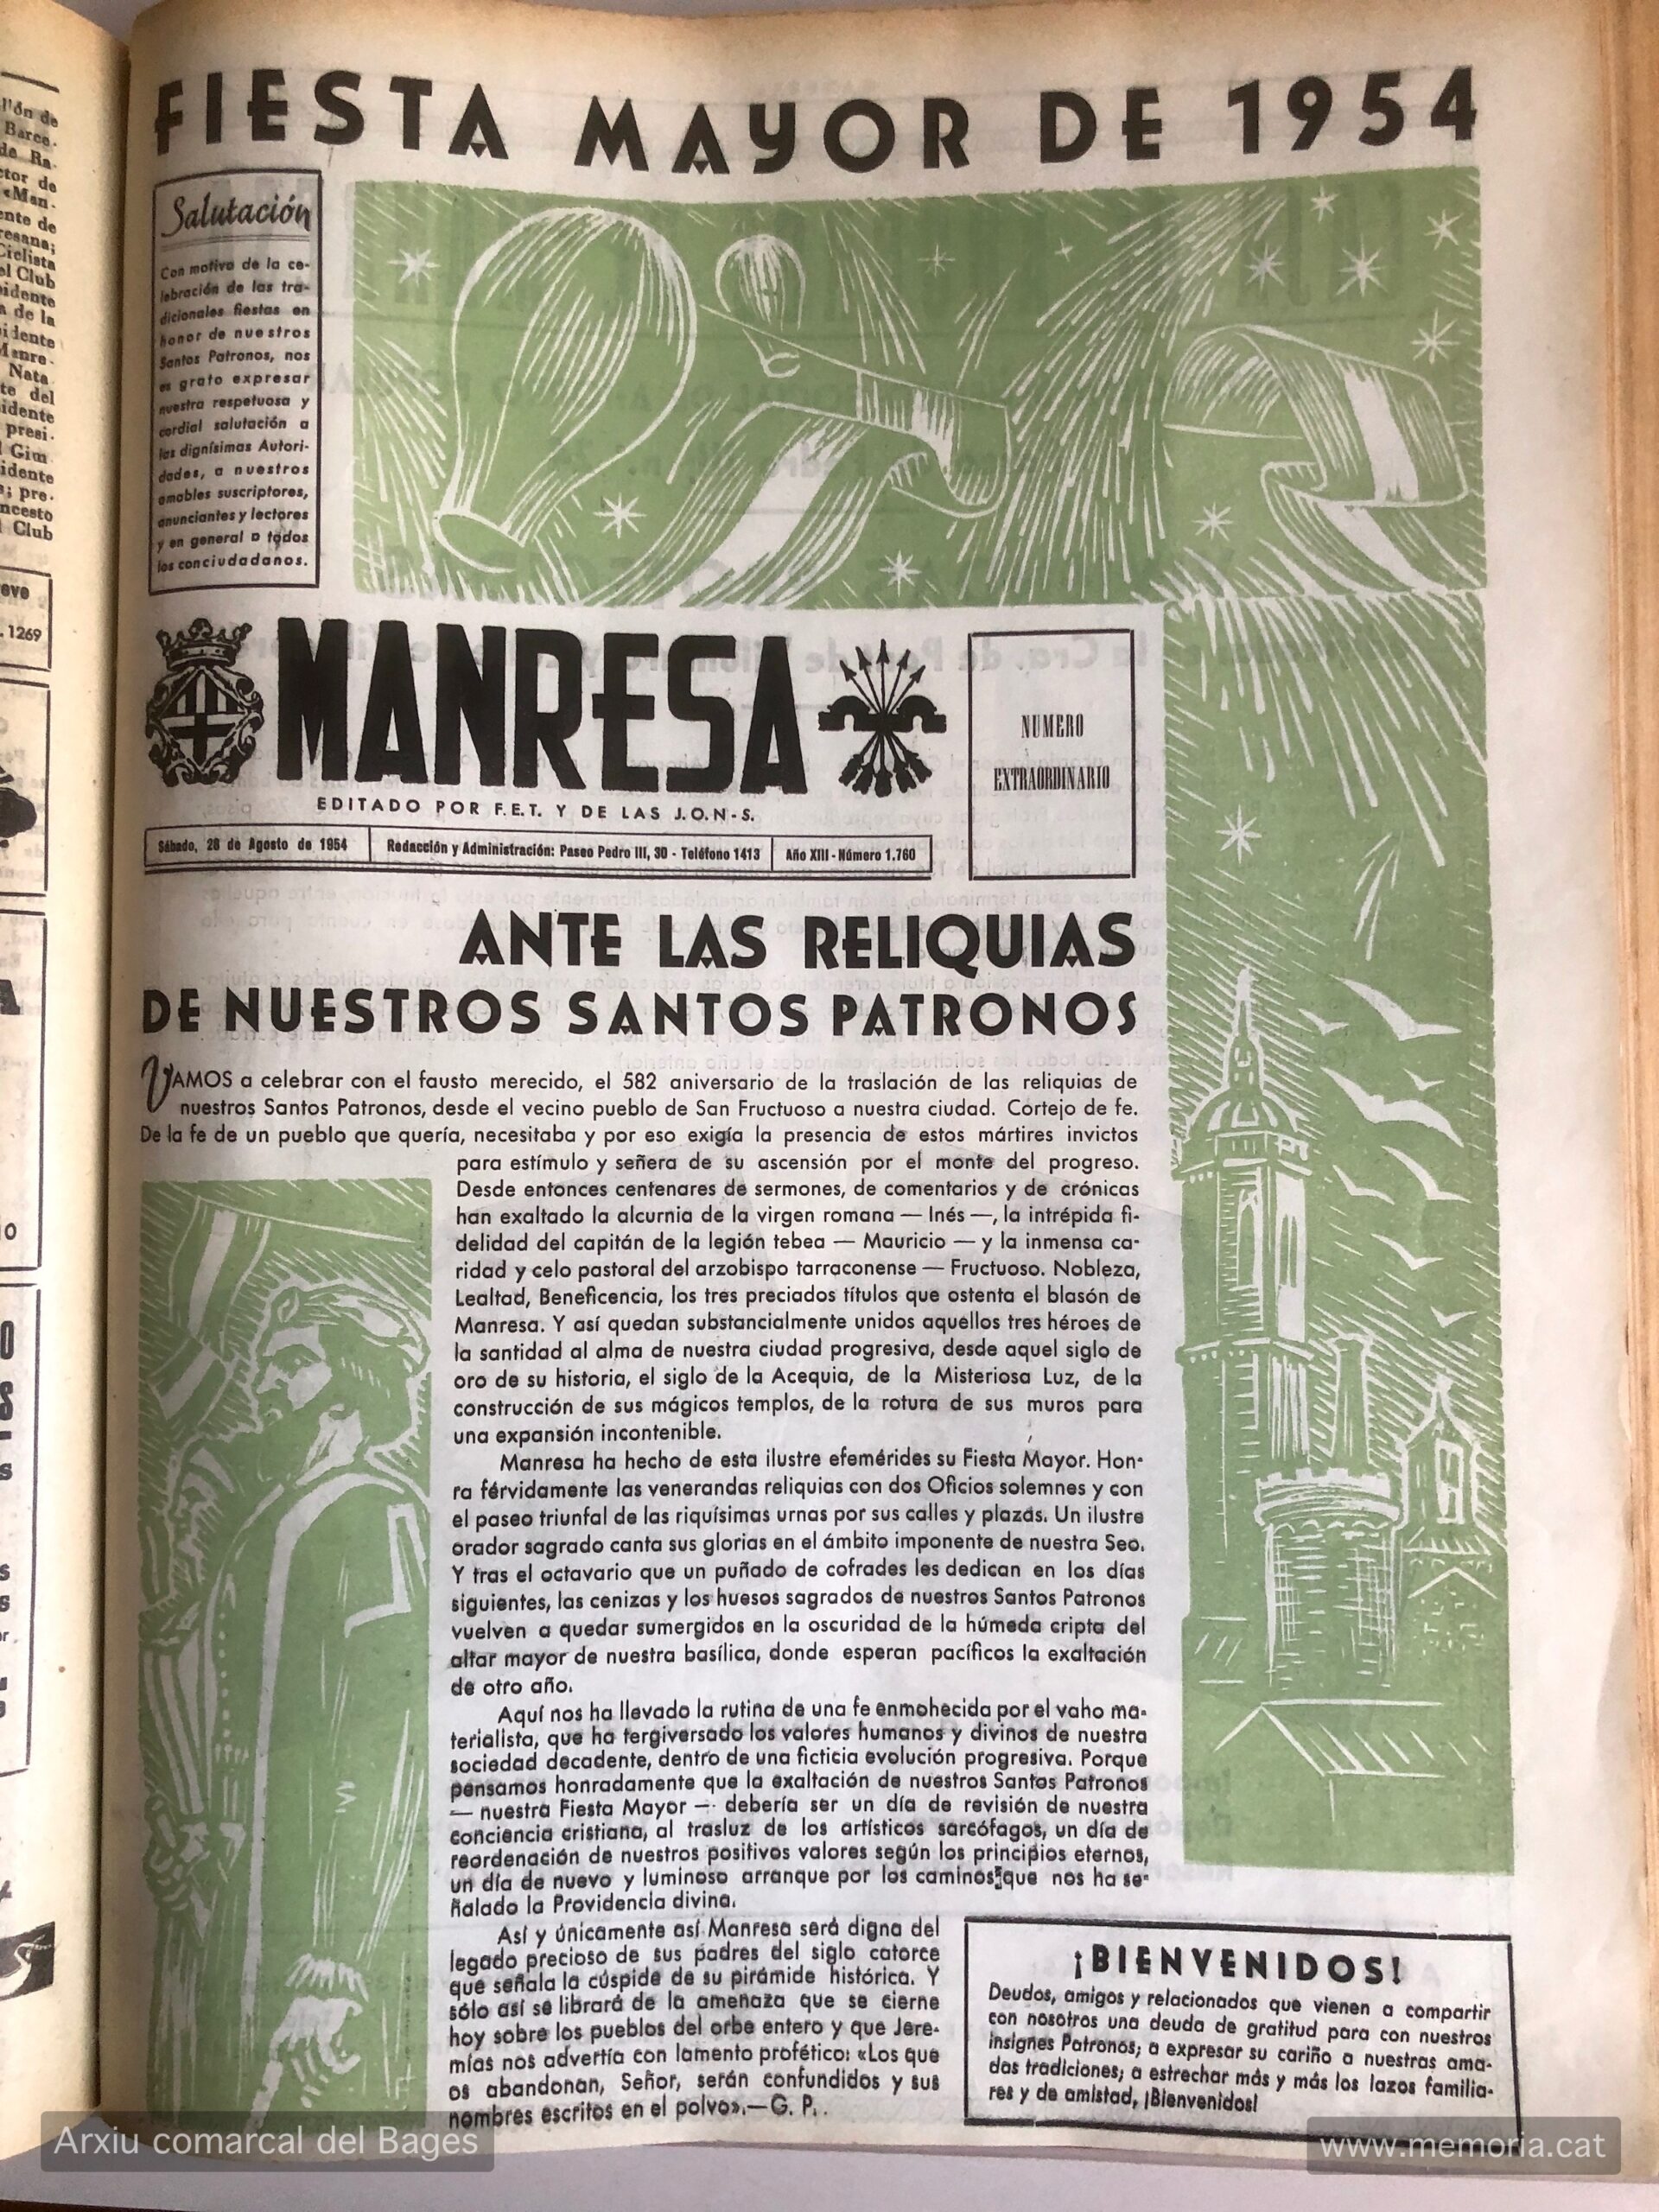 FIESTA MAYOR DE 1954
Salutación
Con motivo de la ce-
lebración de las tra-
dicionales fiestas en
honor de nuestros
Santos Patronos, nos
es grato expresar
nuestra respetuosa y
cordial salutación a
las dignísimas Autori-
dades, a nuestros
amables suscriptores,
anunciantes y lectores
y en general a todos
los conciudadanos.
MANRESA
EDITADO POR F.E.T. Y DE LAS J.O.N-S.
Sábado, 28 de Agosto de 1954
Redacción y Administración: Paseo Pedro III, 30 - Teléfono 1413
Año XIII - Número 1.760
NUMERO
EXTRAORDINARIO
ANTE LAS RELIQUIAS
DE NUESTROS SANTOS PATRONOS
VAMOS a celebrar con el fausto merecido, el 582 aniversario de la traslación de las reliquias de
nuestros Santos Patronos, desde el vecino pueblo de San Fructuoso a nuestra ciudad. Cortejo de fe.
De la fe de un pueblo que quería, necesitaba y por eso exigía la presencia de estos mártires invictos
para estímulo y señera de su ascensión por el monte del progreso.
Desde entonces centenares de sermones, de comentarios y de crónicas
han exaltado la alcurnia de la virgen romana — Inés —, la intrépida fi-
delidad del capitán de la legión tebea — Mauricio — y la inmensa ca-
ridad y celo pastoral del arzobispo tarraconense — Fructuoso. Nobleza,
Lealtad, Beneficencia, los tres preciados títulos que ostenta el blasón de
Manresa. Y así quedan substancialmente unidos aquellos tres héroes de
la santidad al alma de nuestra ciudad progresiva, desde aquel siglo de
oro de su historia, el siglo de la Acequia, de la Misteriosa Luz, de la
construcción de sus mágicos templos, de la rotura de sus muros para
una expansión incontenible.
Manresa ha hecho de esta ilustre efemérides su Fiesta Mayor. Hon-
ra férvidamente las venerandas reliquias con dos Oficios solemnes y con
el paseo triunfal de las riquísimas urnas por sus calles y plazas. Un ilustre
orador sagrado canta sus glorias en el ámbito imponente de nuestra Seo.
Y tras el octavario que un puñado de cofrades les dedican en los días
siguientes, las cenizas y los huesos sagrados de nuestros Santos Patronos
vuelven a quedar sumergidos en la oscuridad de la húmeda cripta del
altar mayor de nuestra basílica, donde esperan pacíficos la exaltación
de otro año.
Aquí nos ha llevado la rutina de una fe enmohecida por el vaho ma-
terialista, que ha tergiversado los valores humanos y divinos de nuestra
sociedad decadente, dentro de una ficticia evolución progresiva. Porque
pensamos honradamente que la exaltación de nuestros Santos Patronos
— nuestra Fiesta Mayor — debería ser un día de revisión de nuestra
conciencia cristiana, al trasluz de los artísticos sarcófagos, un día de
reordenación de nuestros positivos valores según los principios eternos,
un día de nuevo y luminoso arranque por los caminos que nos ha se-
ñalado la Providencia divina.
Así y únicamente así Manresa será digna del
legado precioso de sus padres del siglo catorce
que señala la cúspide de su pirámide histórica. Y
sólo así se librará de la amenaza que se cierne
hoy sobre los pueblos del orbe entero y que Jere-
mías nos advertía con lamento profético: «Los que
os abandonan, Señor, serán confundidos y sus
nombres escritos en el polvo».—G. P.
¡BIENVENIDOS!
Deudos, amigos y relacionados que vienen a compartir
con nosotros una deuda de gratitud para con nuestros
insignes Patronos; a expresar su cariño a nuestras ama-
das tradiciones; a estrechar más y más los lazos familia-
res y de amistad, ¡Bienvenidos!
Arxiu comarcal del Bages
www.memoria.cat